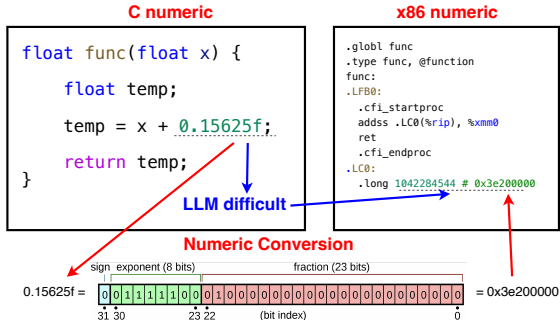 C numeric
float func(float x) {
float temp;
temp = x + 0.15625f;
return temp;
}
x86 numeric
.globl func
.type func, @function
func:
.LFB0:
.cfi_startproc
addss .LC0(%rip), %xmm0
ret
.cfi_endproc
.LC0:
.long 1042284544 # 0x3e200000
LLM difficult
Numeric Conversion
sign exponent (8 bits) fraction (23 bits)
0.15625f = 0 0 1 1 1 1 1 0 0 0 1 0 0 0 0 0 0 0 0 0 0 0 0 0 0 0 0 0 0 0 0 0 = 0x3e200000
31 30 23 22 (bit index) 0